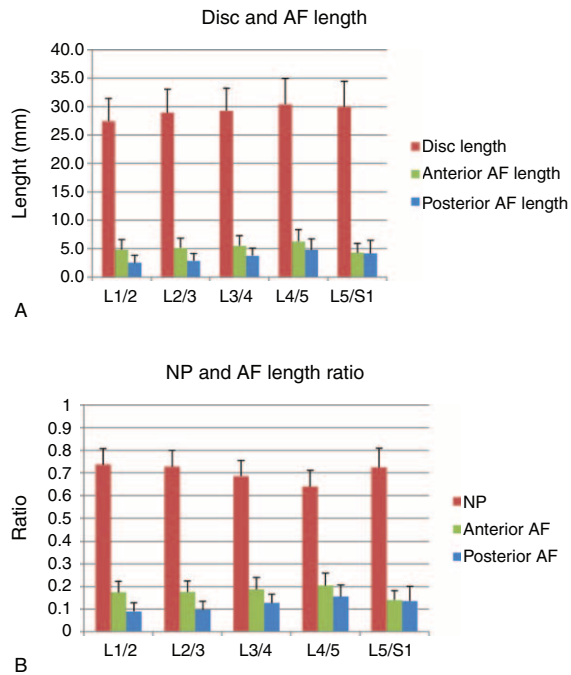 Disc and AF length
40.0
35.0
30.0
25.0
20.0
15.0
10.0
5.0
0.0
Lenght (mm)
L1/2 L2/3 L3/4 L4/5 L5/S1
Disc length
Anterior AF length
Posterior AF length
A
NP and AF length ratio
1
0.9
0.8
0.7
0.6
0.5
0.4
0.3
0.2
0.1
0
Ratio
L1/2 L2/3 L3/4 L4/5 L5/S1
NP
Anterior AF
Posterior AF
B